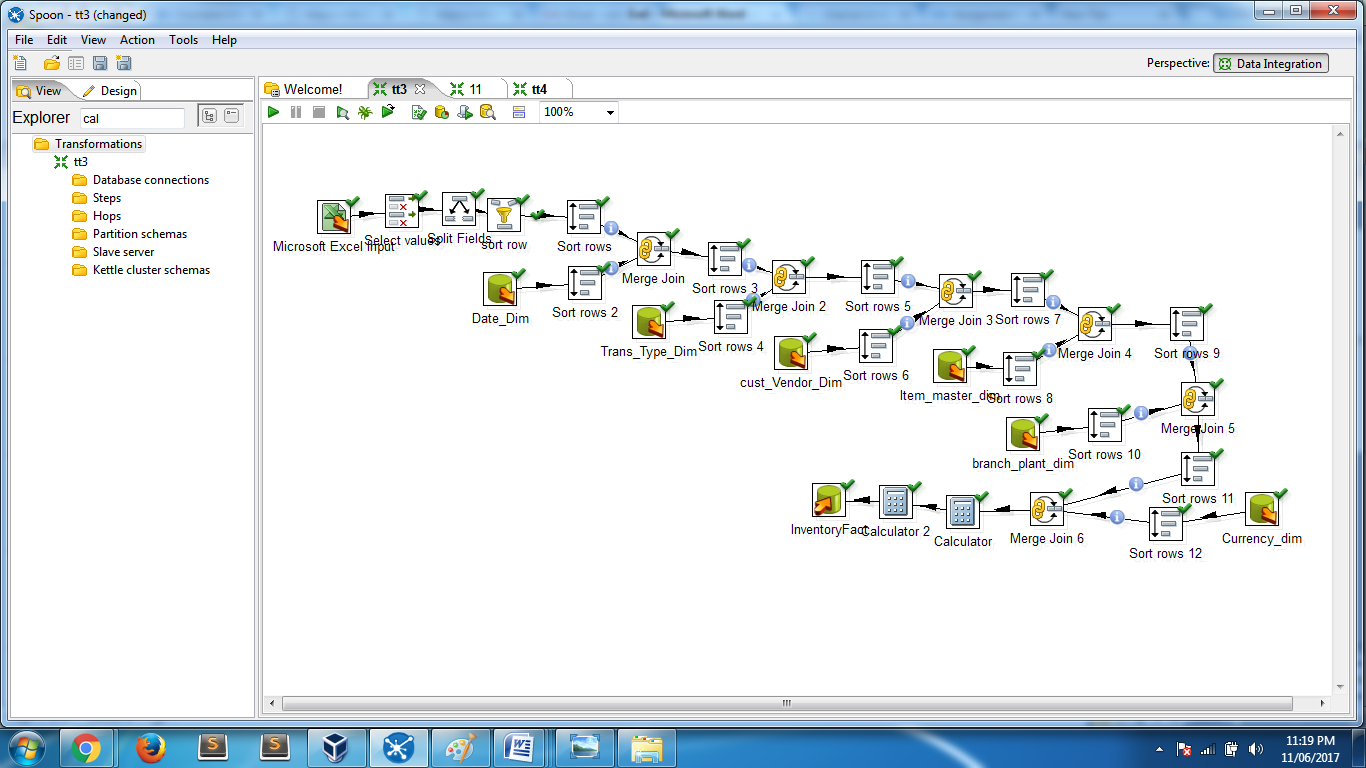 Spoon - tt3 (changed)
File Edit View Action Tools Help
Perspective: Data Integration
View Design
Welcome! tt3 11 tt4
Explorer cal
100%
Transformations
tt3
Database connections
Steps
Hops
Partition schemas
Slave server
Kettle cluster schemas
Microsoft Excel Input
Select values
Split Fields
sort row
Sort rows
Date_Dim
Sort rows 2
Merge Join
Sort rows 3
Trans_Type_Dim
Sort rows 4
Merge Join 2
Sort rows 5
cust_Vendor_Dim
Sort rows 6
Merge Join 3
Sort rows 7
Item_master_dim
Sort rows 8
Merge Join 4
Sort rows 9
branch_plant_dim
Sort rows 10
Merge Join 5
Sort rows 11
InventoryFact
Calculator 2
Calculator
Merge Join 6
Sort rows 12
Currency_dim
11:19 PM
11/06/2017